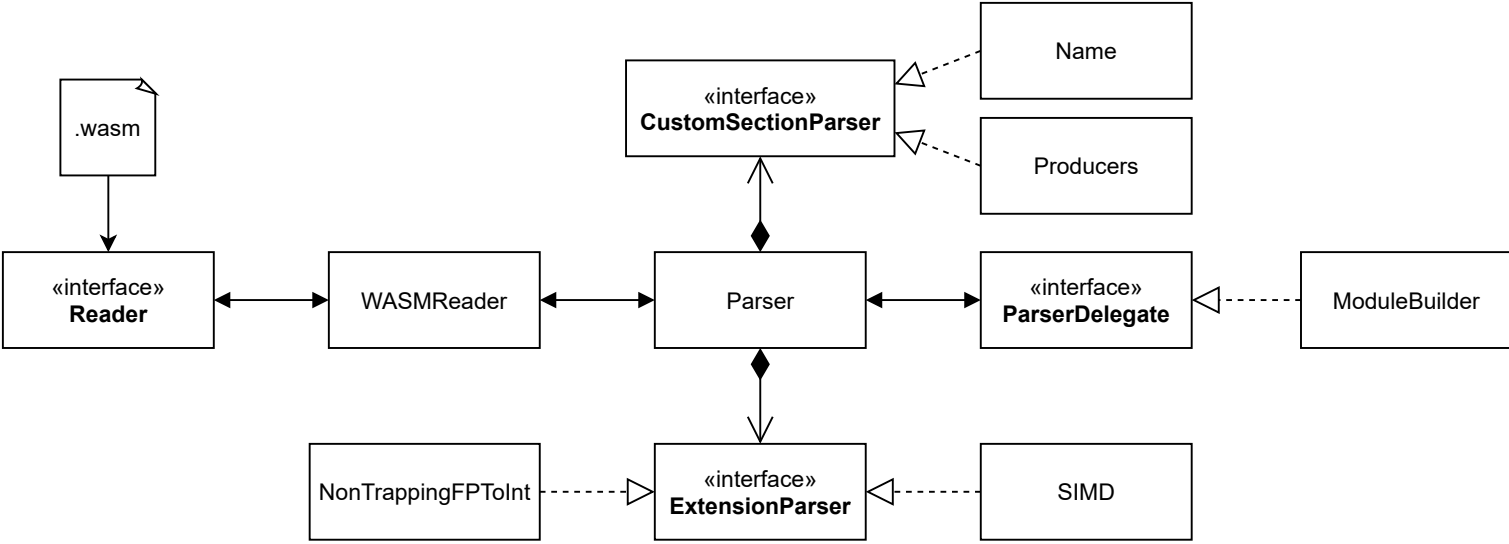 Name
«interface»
CustomSectionParser
.wasm
Producers
«interface»
Reader
WASMReader
Parser
«interface»
ParserDelegate
ModuleBuilder
NonTrappingFPToInt
«interface»
ExtensionParser
SIMD